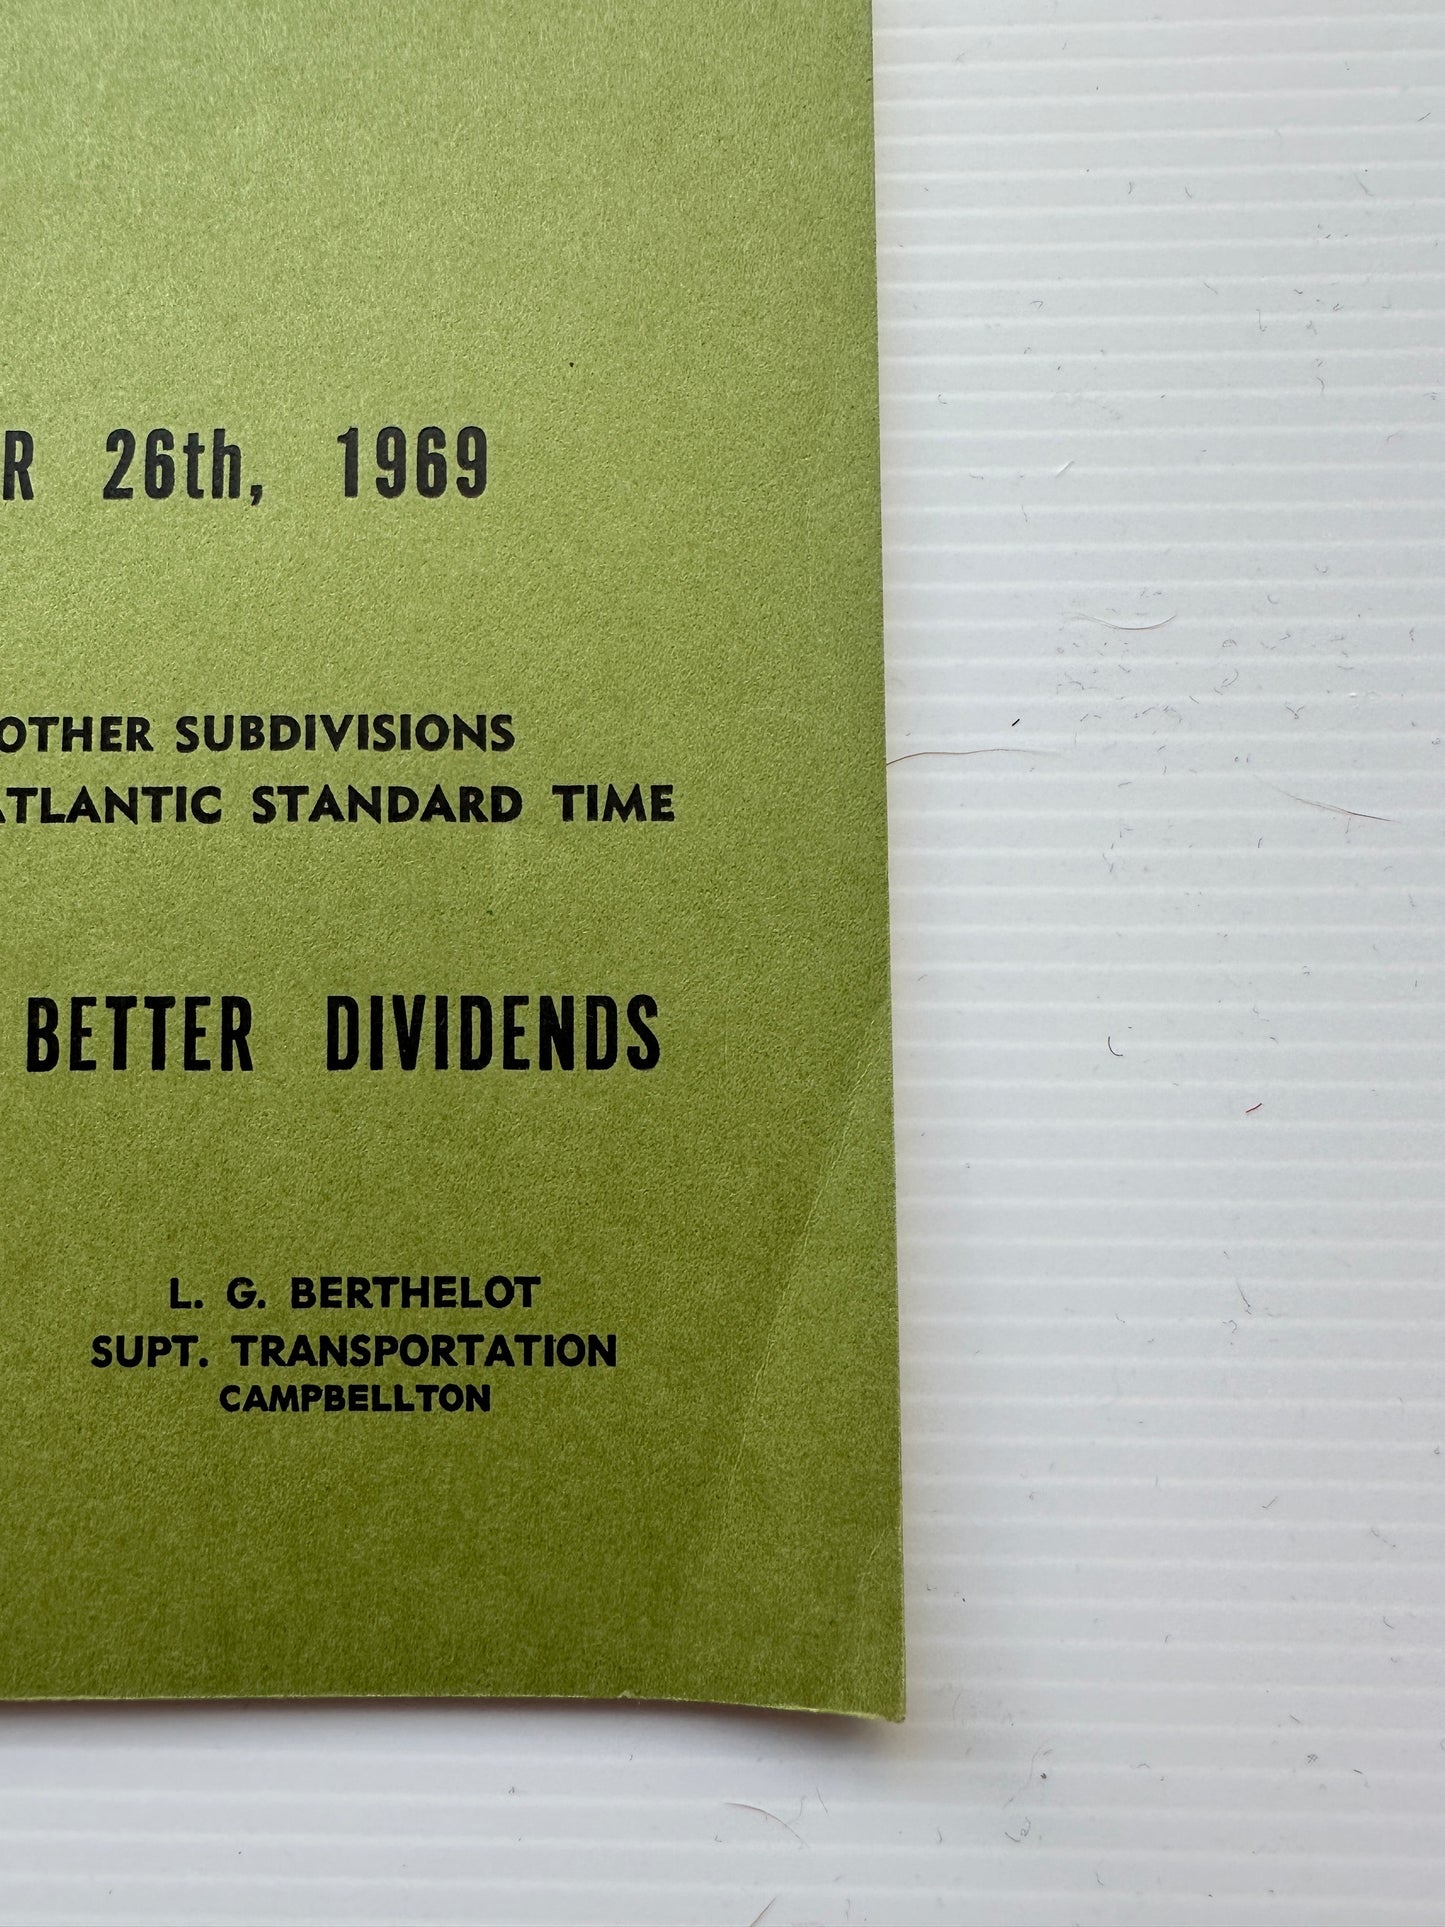 R 26th, 1969
OTHER SUBDIVISIONS
ATLANTIC STANDARD TIME
BETTER DIVIDENDS
L. G. BERTHELOT
SUPT. TRANSPORTATION
CAMPBELLTON